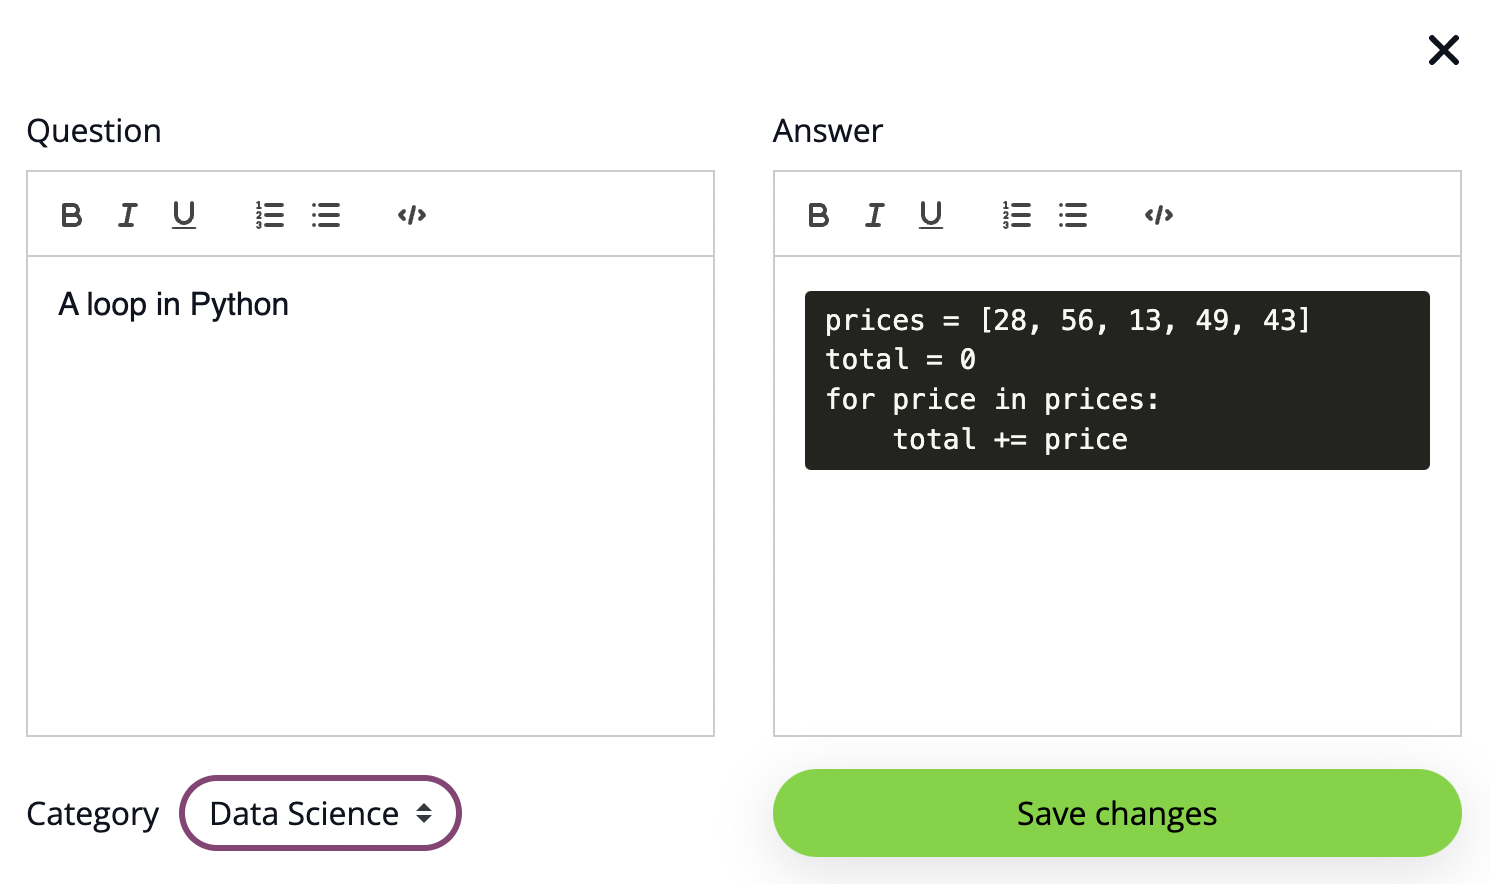 Question
Answer
A loop in Python
prices = [28, 56, 13, 49, 43]
total = 0
for price in prices:
    total += price
Category
Data Science
Save changes